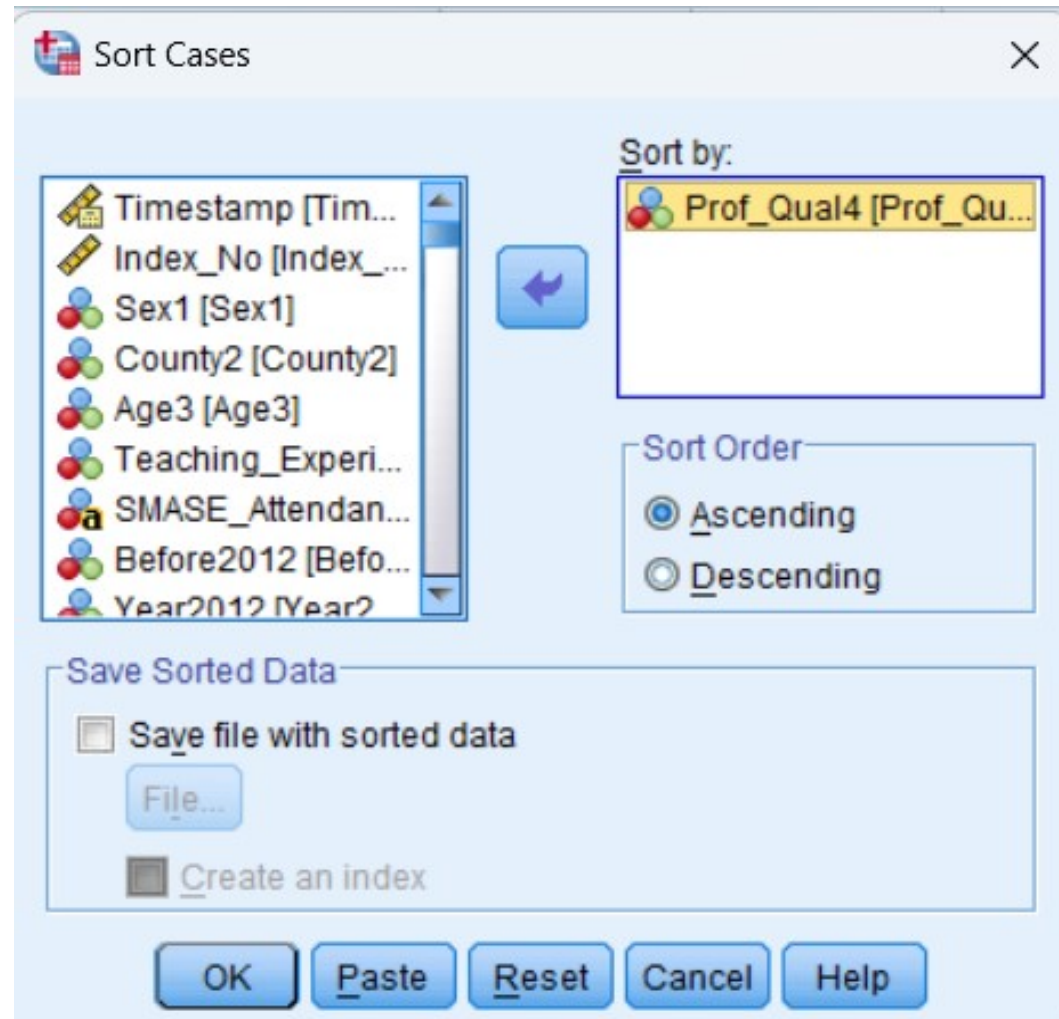 Sort Cases
Sort by:
Timestamp [Tim...
Index_No [Index_...
Sex1 [Sex1]
County2 [County2]
Age3 [Age3]
Teaching_Experi...
SMASE_Attendan...
Before2012 [Befo...
Year2012 [Year2
Prof_Qual4 [Prof_Qu...
Sort Order
Ascending
Descending
Save Sorted Data
Save file with sorted data
File...
Create an index
OK Paste Reset Cancel Help